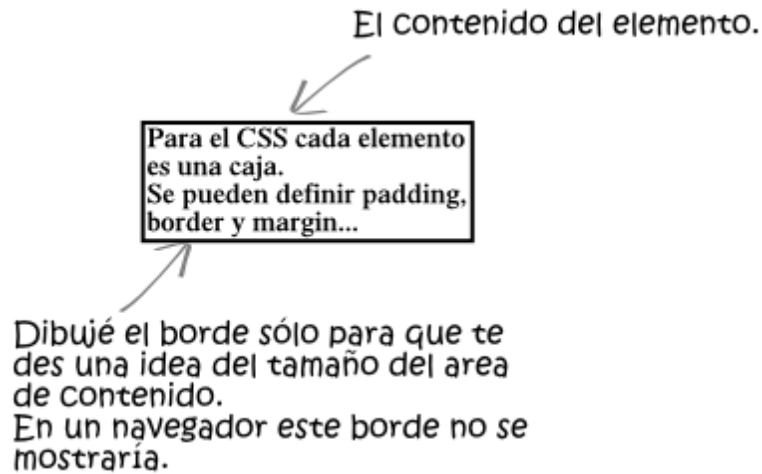 El contenido del elemento.
Para el CSS cada elemento
es una caja.
Se pueden definir padding,
border y margin...
Dibujé el borde sólo para que te
des una idea del tamaño del area
de contenido.
En un navegador este borde no se
mostraría.